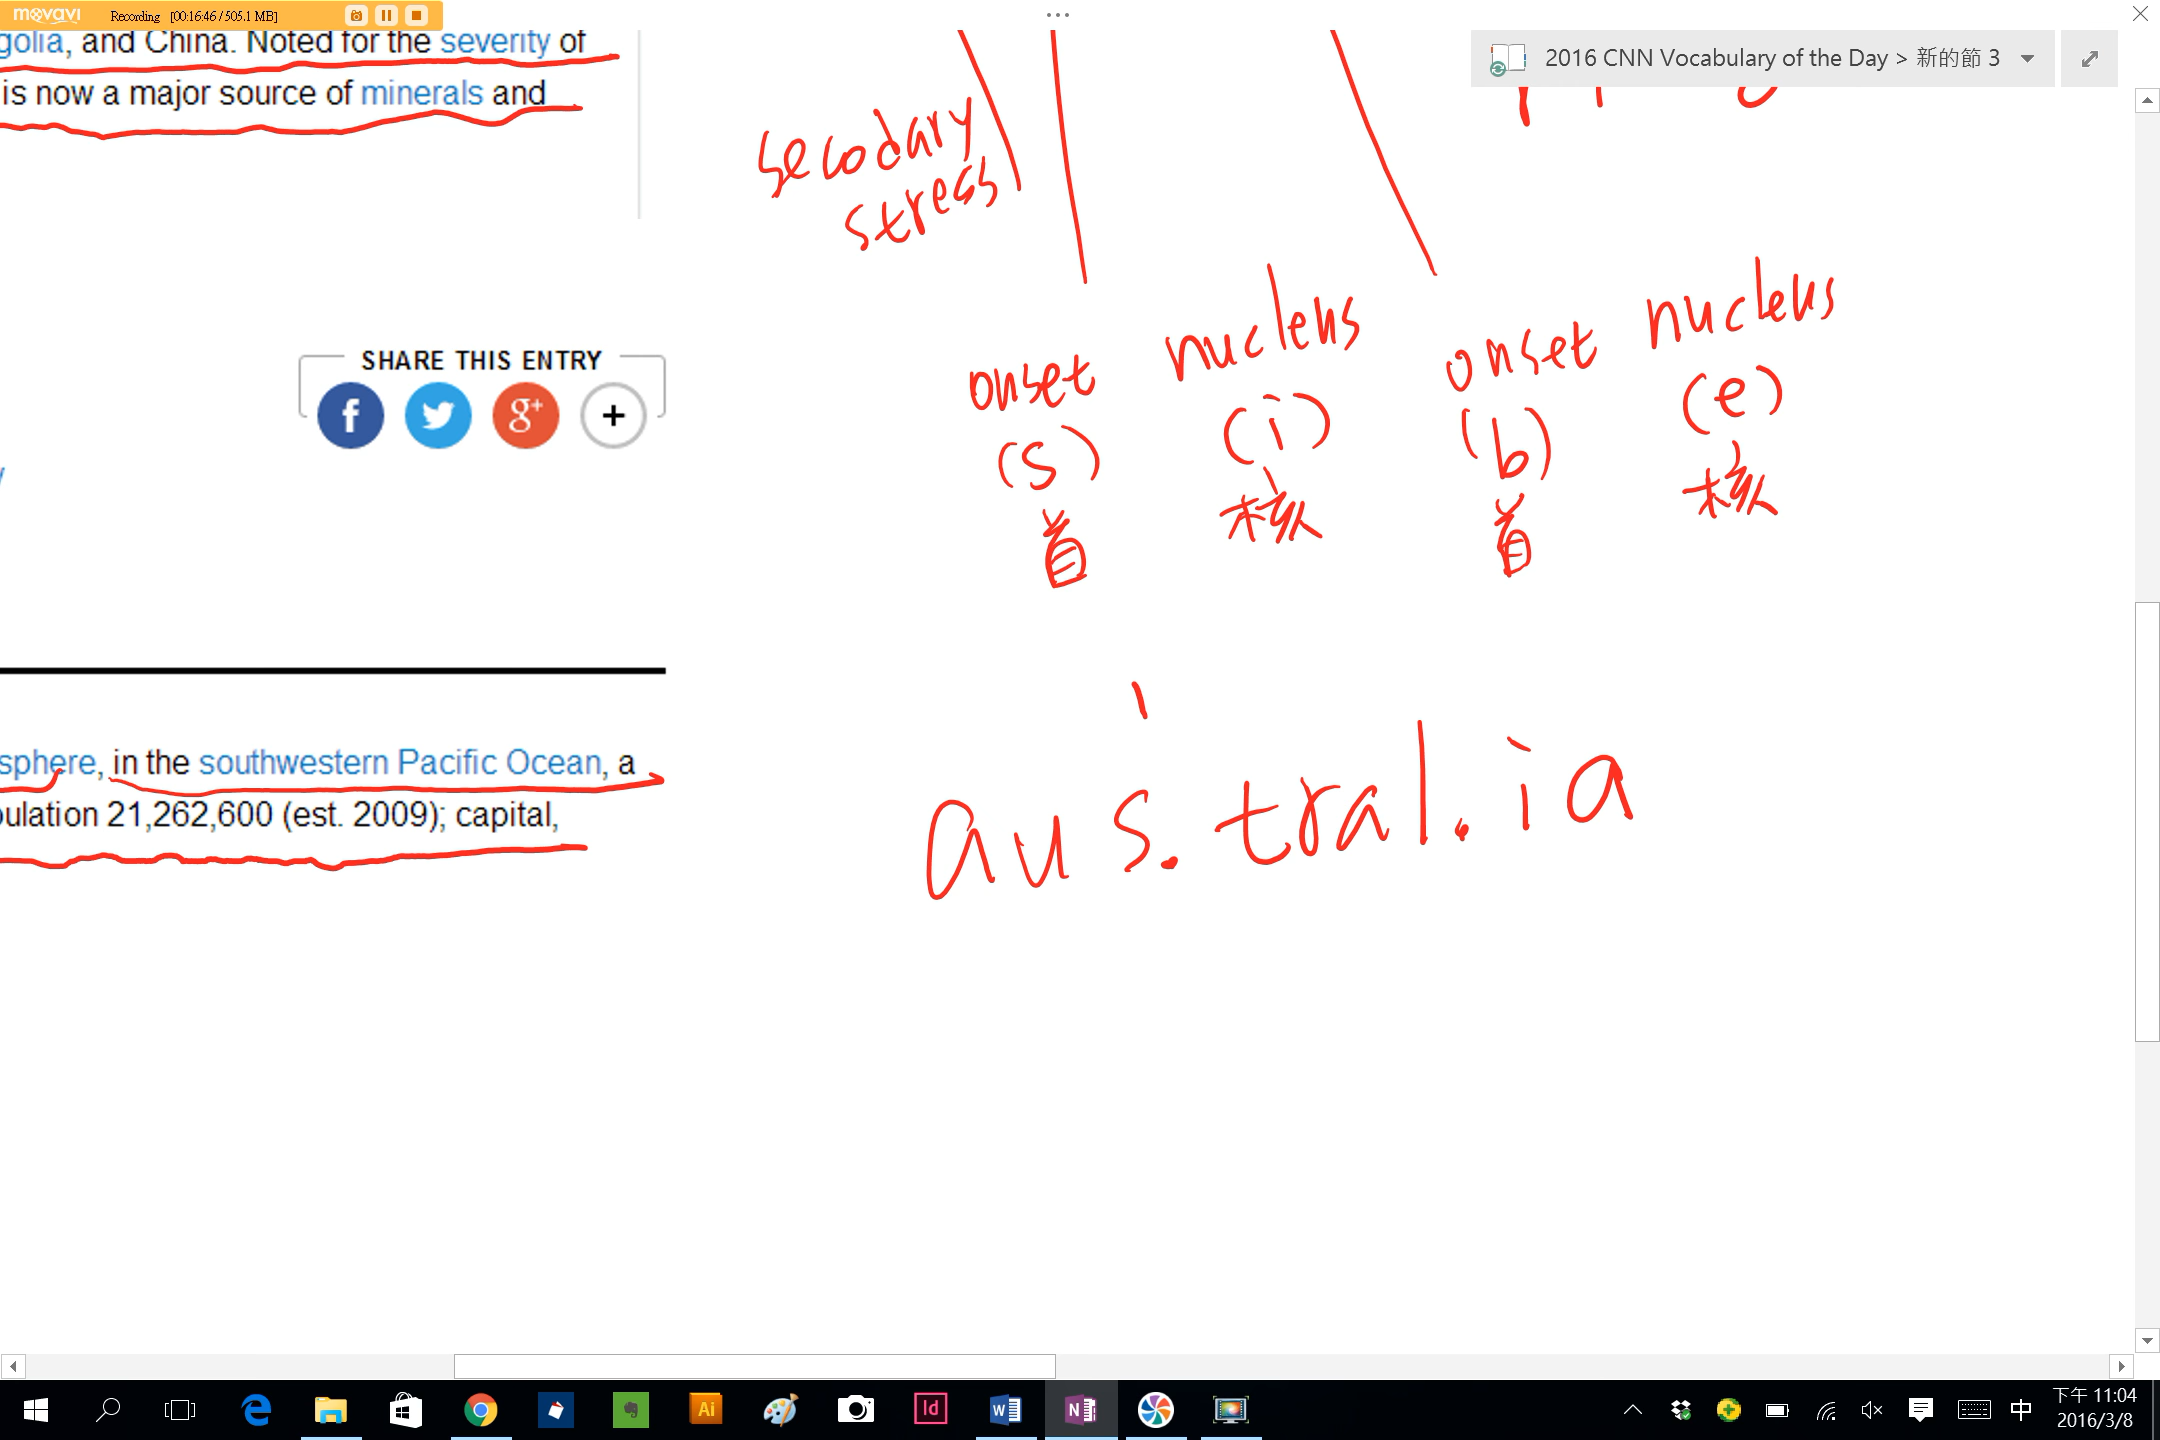 movavi Recording [00:16:46 / 505.1 MB]
golia, and China. Noted for the severity of
is now a major source of minerals and
2016 CNN Vocabulary of the Day > 新的節 3
secodary
stress
onset nucleus onset nucleus
(s) (i) (b) (e)
首 核 首 核
SHARE THIS ENTRY
f g+ +
aus.tral.ia
sphere, in the southwestern Pacific Ocean, a
pulation 21,262,600 (est. 2009); capital,
e Ai Id W N 中 下午 11:04
2016/3/8